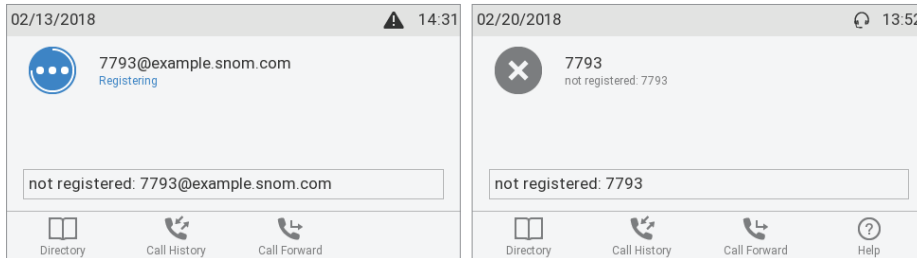 02/13/2018 14:31
7793@example.snom.com
Registering
not registered: 7793@example.snom.com
Directory Call History Call Forward
02/20/2018 13:52
7793
not registered: 7793
not registered: 7793
Directory Call History Call Forward Help